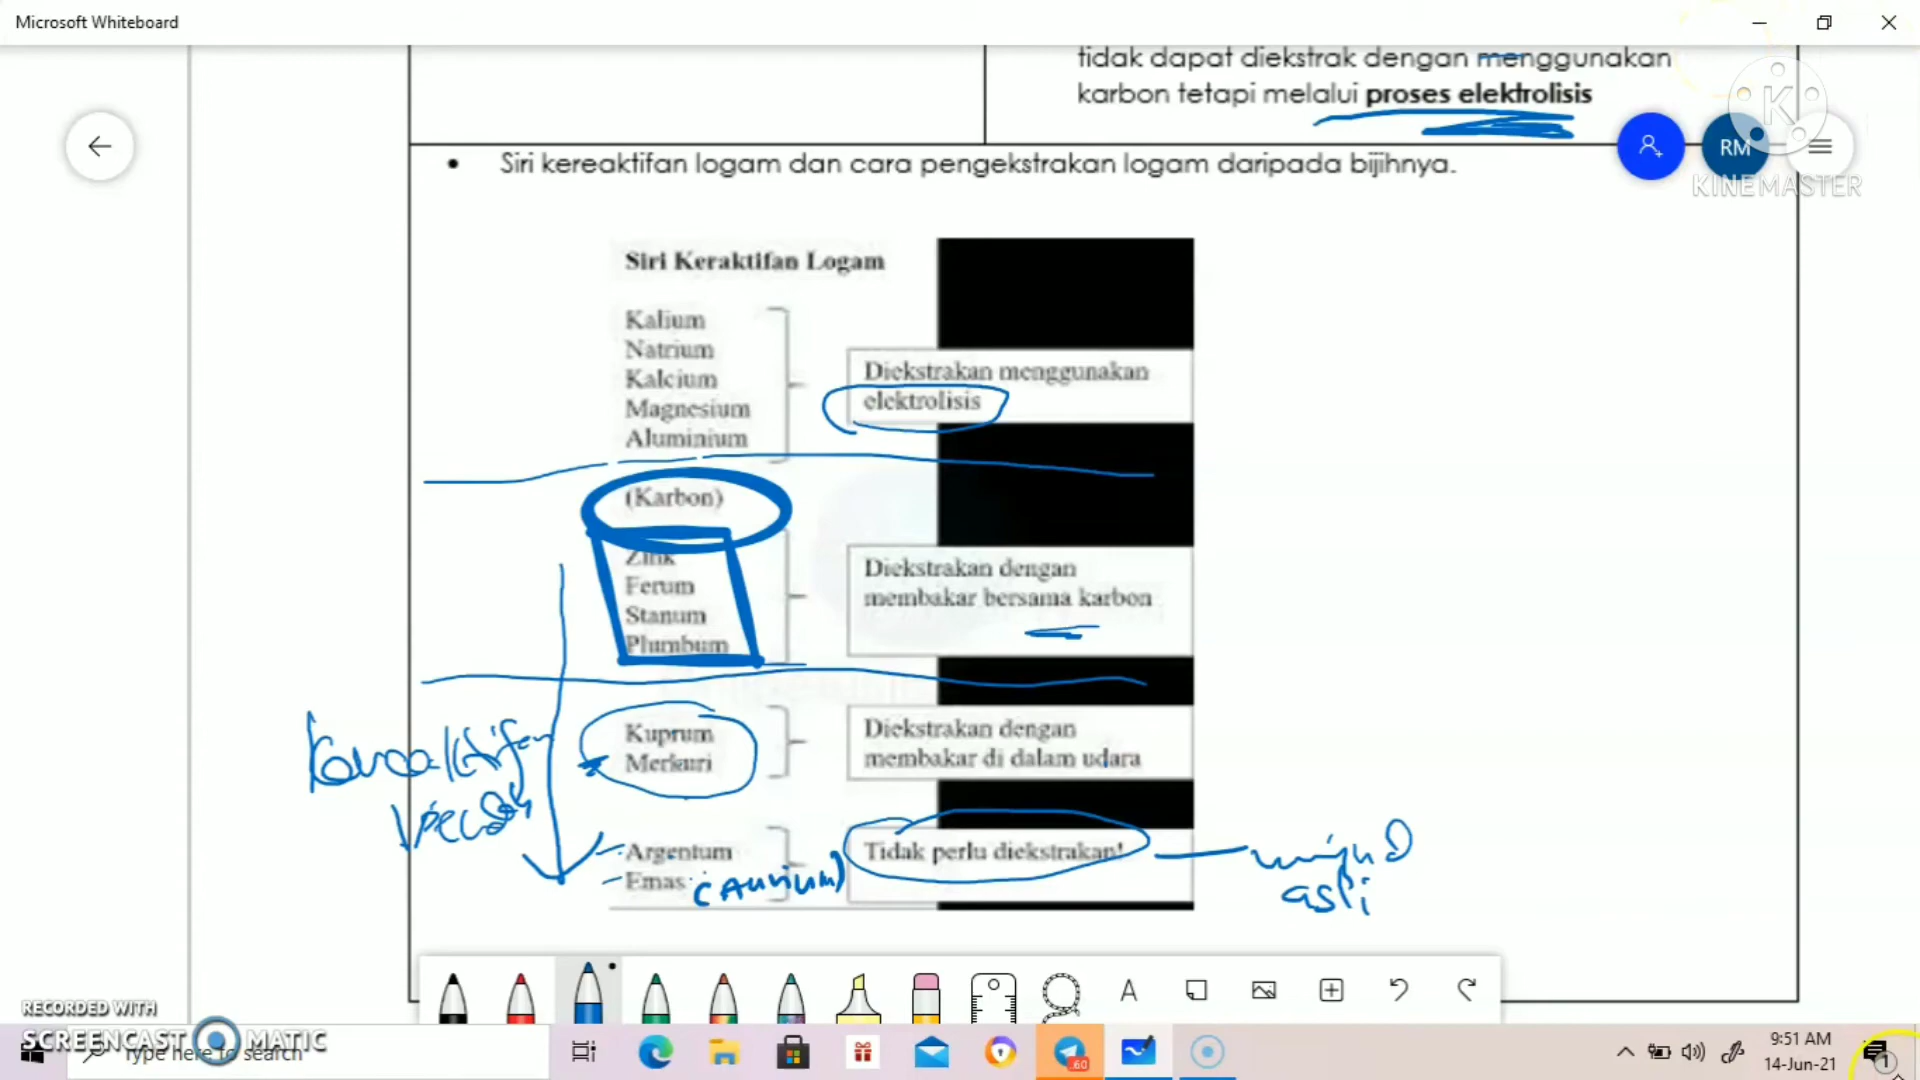 Microsoft Whiteboard
tidak dapat diekstrak dengan menggunakan
karbon tetapi melalui proses elektrolisis
RM
K
KINEMASTER
• Siri kereaktifan logam dan cara pengekstrakan logam daripada bijihnya.
Siri Keraktifan Logam
Kalium
Natrium
Kalcium
Magnesium
Aluminium
Diekstrakan menggunakan
elektrolisis
(Karbon)
Zink
Ferum
Stanum
Plumbum
Diekstrakan dengan
membakar bersama karbon
Kuprum
Merkuri
Diekstrakan dengan
membakar di dalam udara
Argentum
Emas
(Aurium)
Tidak perlu diekstrakan!
wujud
asli
A
RECORDED WITH
SCREENCAST MATIC
Type here to search
60
9:51 AM
14-Jun-21
1